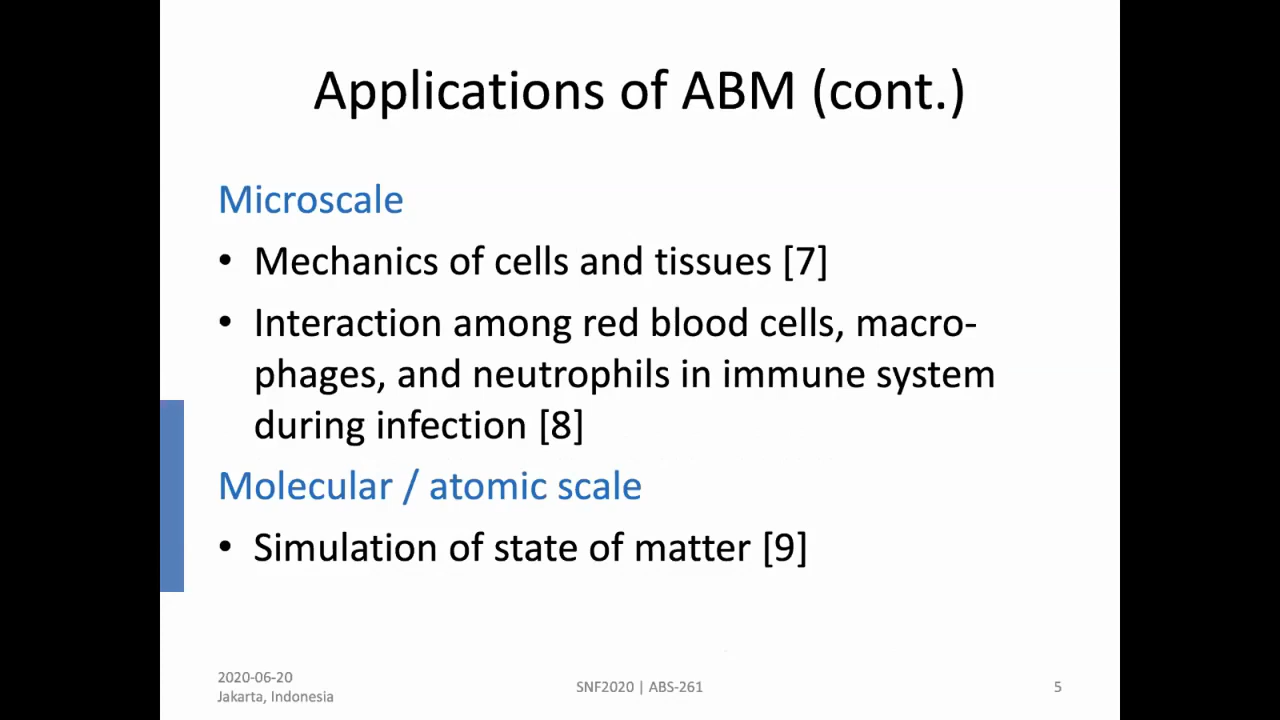 Applications of ABM (cont.)
Microscale
• Mechanics of cells and tissues [7]
• Interaction among red blood cells, macro-
phages, and neutrophils in immune system
during infection [8]
Molecular / atomic scale
• Simulation of state of matter [9]
2020-06-20
Jakarta, Indonesia
SNF2020 | ABS-261
5